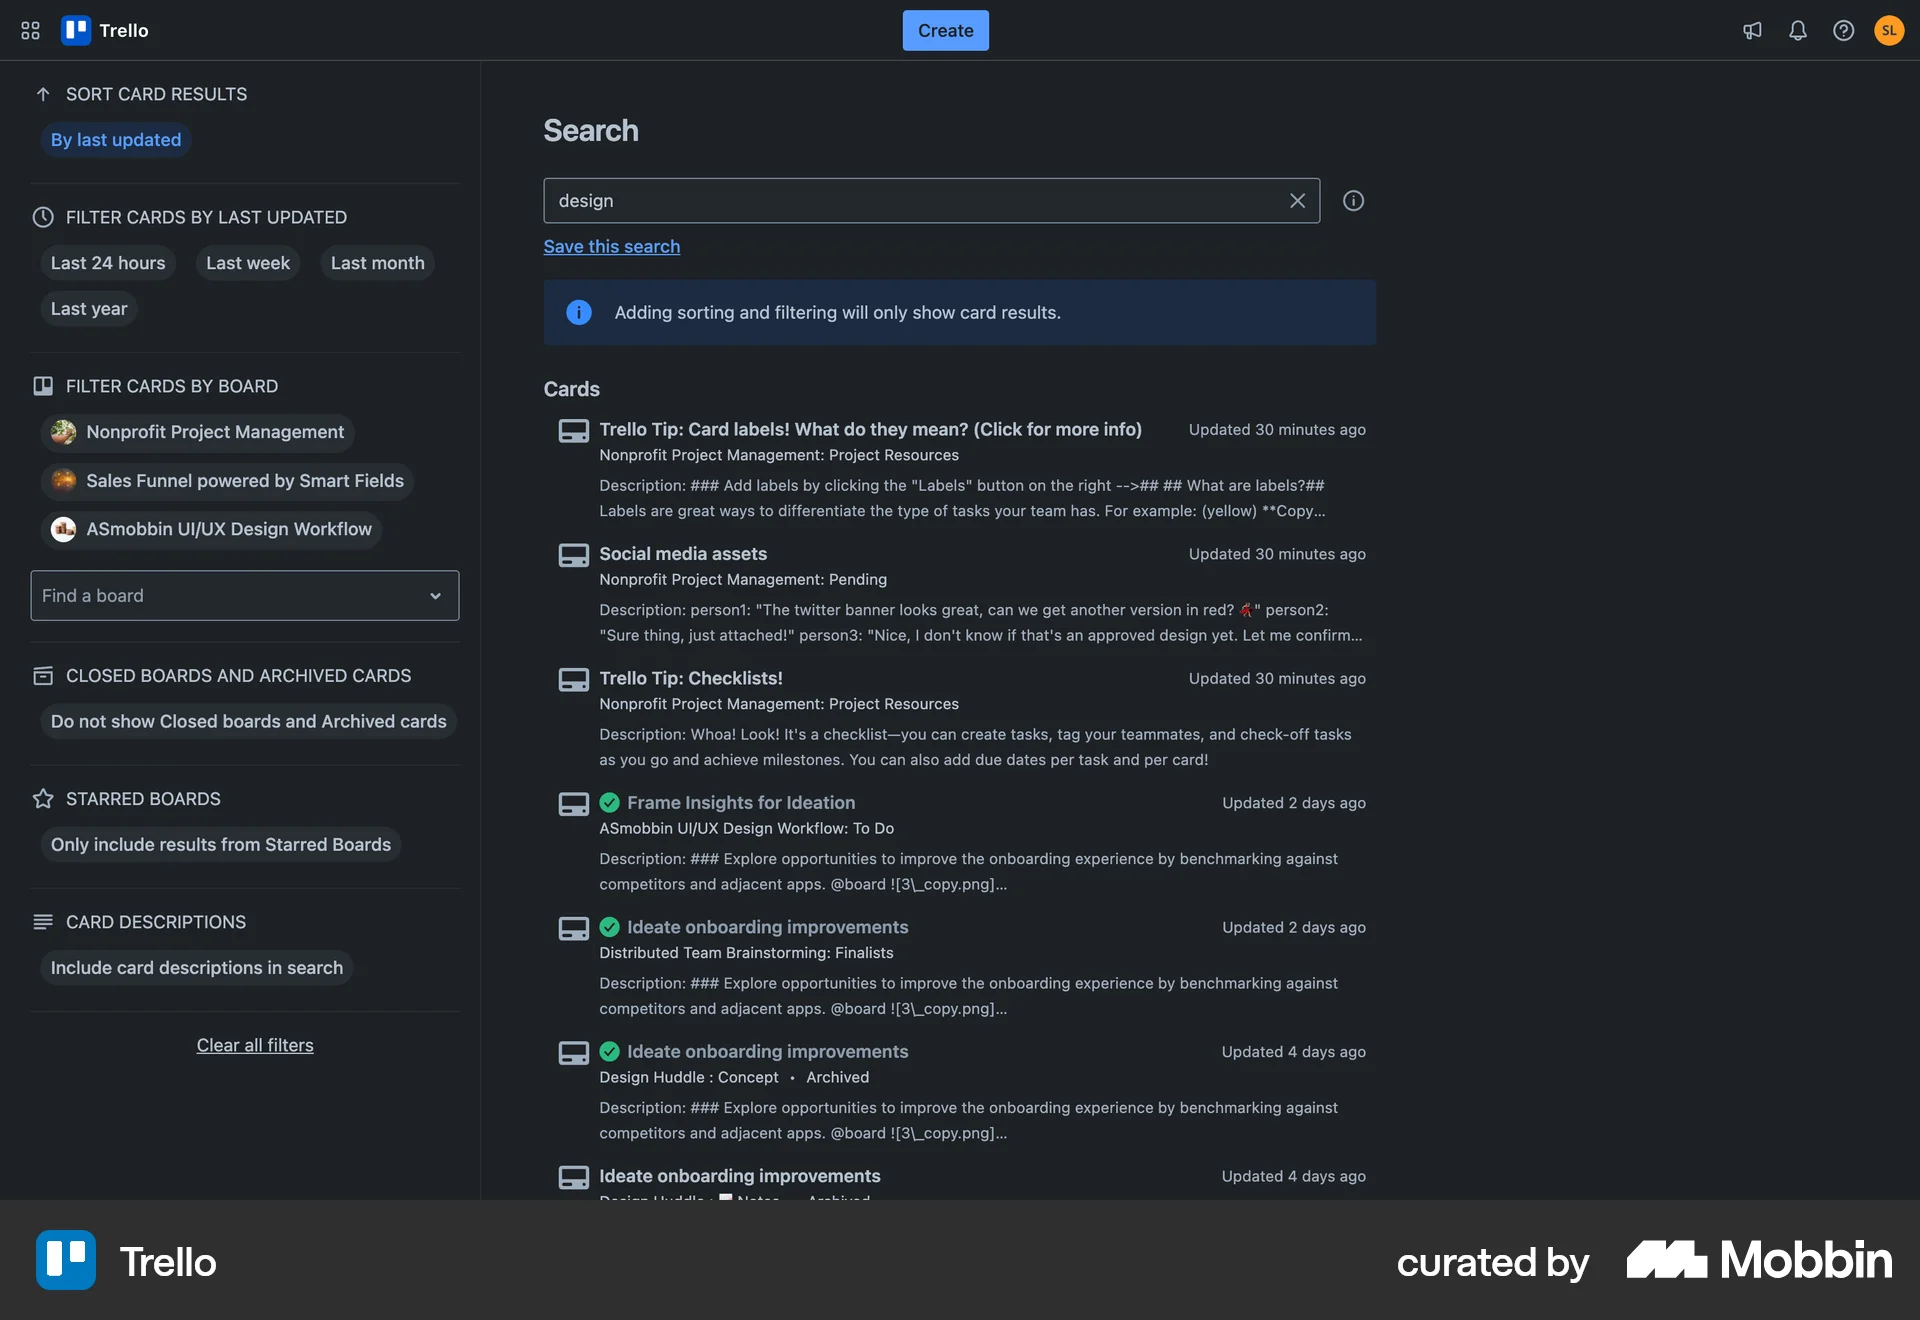 Trello
Create
SL
SORT CARD RESULTS
By last updated
FILTER CARDS BY LAST UPDATED
Last 24 hours
Last week
Last month
Last year
FILTER CARDS BY BOARD
Nonprofit Project Management
Sales Funnel powered by Smart Fields
ASmobbin UI/UX Design Workflow
Find a board
CLOSED BOARDS AND ARCHIVED CARDS
Do not show Closed boards and Archived cards
STARRED BOARDS
Only include results from Starred Boards
CARD DESCRIPTIONS
Include card descriptions in search
Clear all filters
Search
design
Save this search
Adding sorting and filtering will only show card results.
Cards
Trello Tip: Card labels! What do they mean? (Click for more info)
Updated 30 minutes ago
Nonprofit Project Management: Project Resources
Description: ### Add labels by clicking the "Labels" button on the right -->## ## What are labels?##
Labels are great ways to differentiate the type of tasks your team has. For example: (yellow) **Copy...
Social media assets
Updated 30 minutes ago
Nonprofit Project Management: Pending
Description: person1: "The twitter banner looks great, can we get another version in red? 💃" person2:
"Sure thing, just attached!" person3: "Nice, I don't know if that's an approved design yet. Let me confirm...
Trello Tip: Checklists!
Updated 30 minutes ago
Nonprofit Project Management: Project Resources
Description: Whoa! Look! It's a checklist—you can create tasks, tag your teammates, and check-off tasks
as you go and achieve milestones. You can also add due dates per task and per card!
Frame Insights for Ideation
Updated 2 days ago
ASmobbin UI/UX Design Workflow: To Do
Description: ### Explore opportunities to improve the onboarding experience by benchmarking against
competitors and adjacent apps. @board ![3\_copy.png]...
Ideate onboarding improvements
Updated 2 days ago
Distributed Team Brainstorming: Finalists
Description: ### Explore opportunities to improve the onboarding experience by benchmarking against
competitors and adjacent apps. @board ![3\_copy.png]...
Ideate onboarding improvements
Updated 4 days ago
Design Huddle : Concept • Archived
Description: ### Explore opportunities to improve the onboarding experience by benchmarking against
competitors and adjacent apps. @board ![3\_copy.png]...
Ideate onboarding improvements
Updated 4 days ago
Design Huddle : Notes Archived
Trello
curated by Mobbin